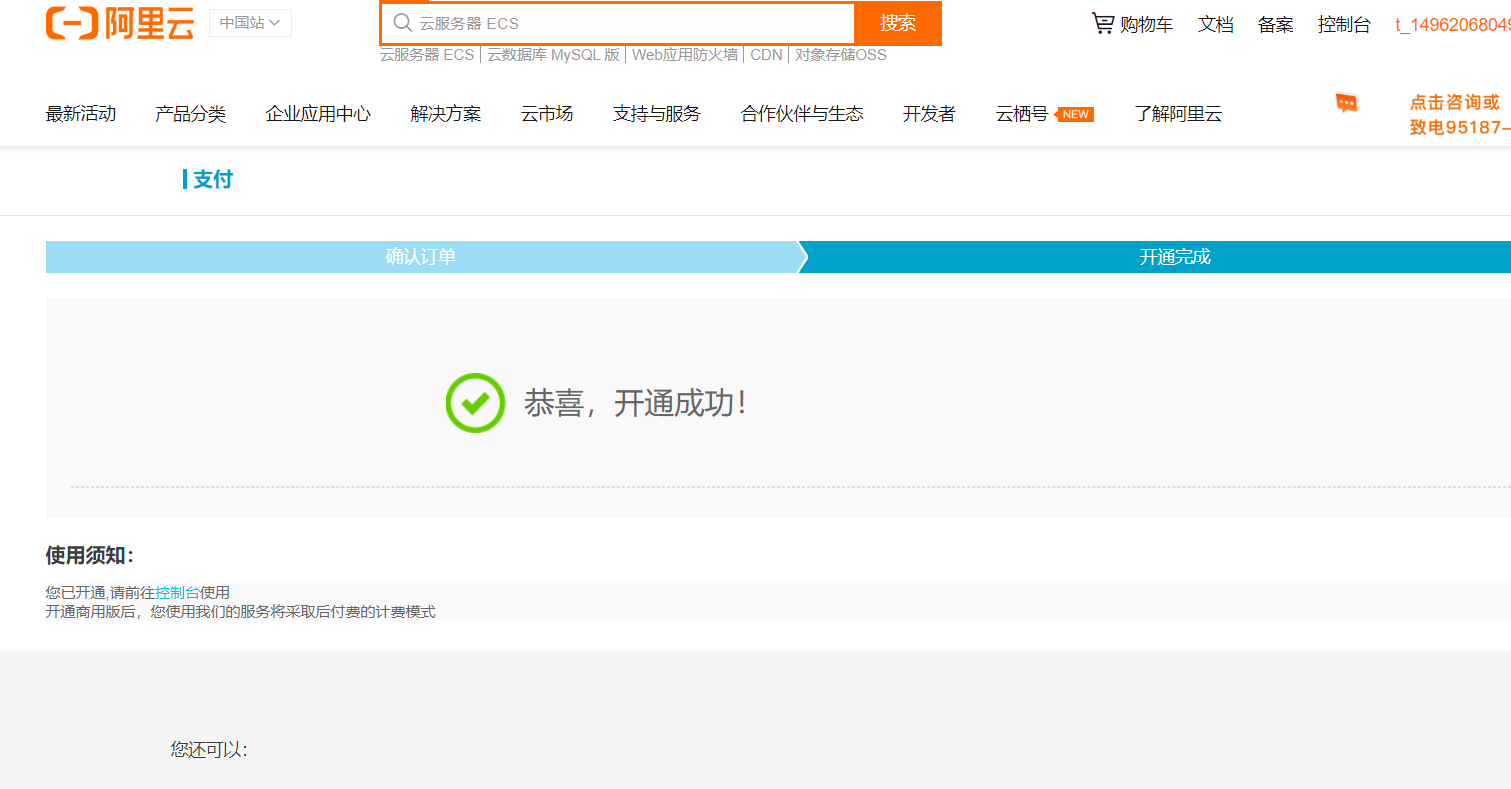 阿里云 中国站 云服务器 ECS 搜索 购物车 文档 备案 控制台 t_1496206804
云服务器 ECS 云数据库 MySQL 版 Web应用防火墙 CDN 对象存储OSS
最新活动 产品分类 企业应用中心 解决方案 云市场 支持与服务 合作伙伴与生态 开发者 云栖号 NEW 了解阿里云
点击咨询或
致电95187-
支付
确认订单 开通完成
恭喜，开通成功！
使用须知：
您已开通,请前往控制台使用
开通商用版后，您使用我们的服务将采取后付费的计费模式
您还可以：